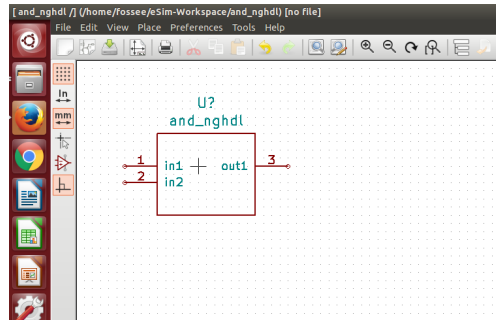 [ and_nghdl /] (/home/fossee/eSim-Workspace/and_nghdl) [no file]
File Edit View Place Preferences Tools Help
In
mm
U?
and_nghdl
1 in1 out1 3
2 in2